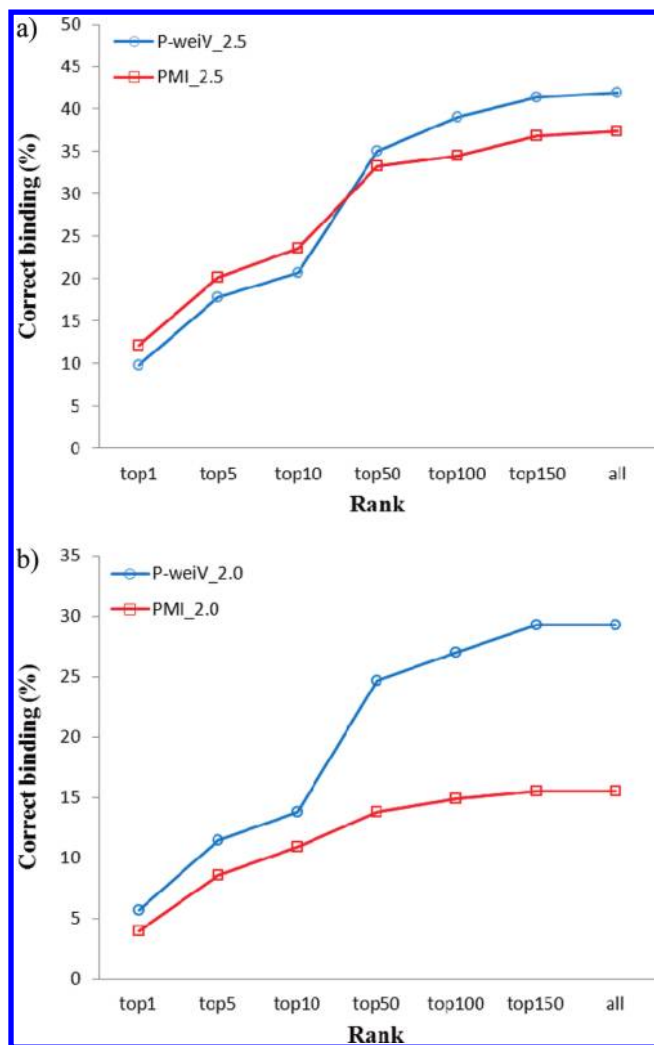 a)
50
45
40
35
30
25
20
15
10
5
0
Correct binding (%)
P-weiV_2.5
PMI_2.5
top1 top5 top10 top50 top100 top150 all
Rank
b)
35
30
25
20
15
10
5
0
Correct binding (%)
P-weiV_2.0
PMI_2.0
top1 top5 top10 top50 top100 top150 all
Rank